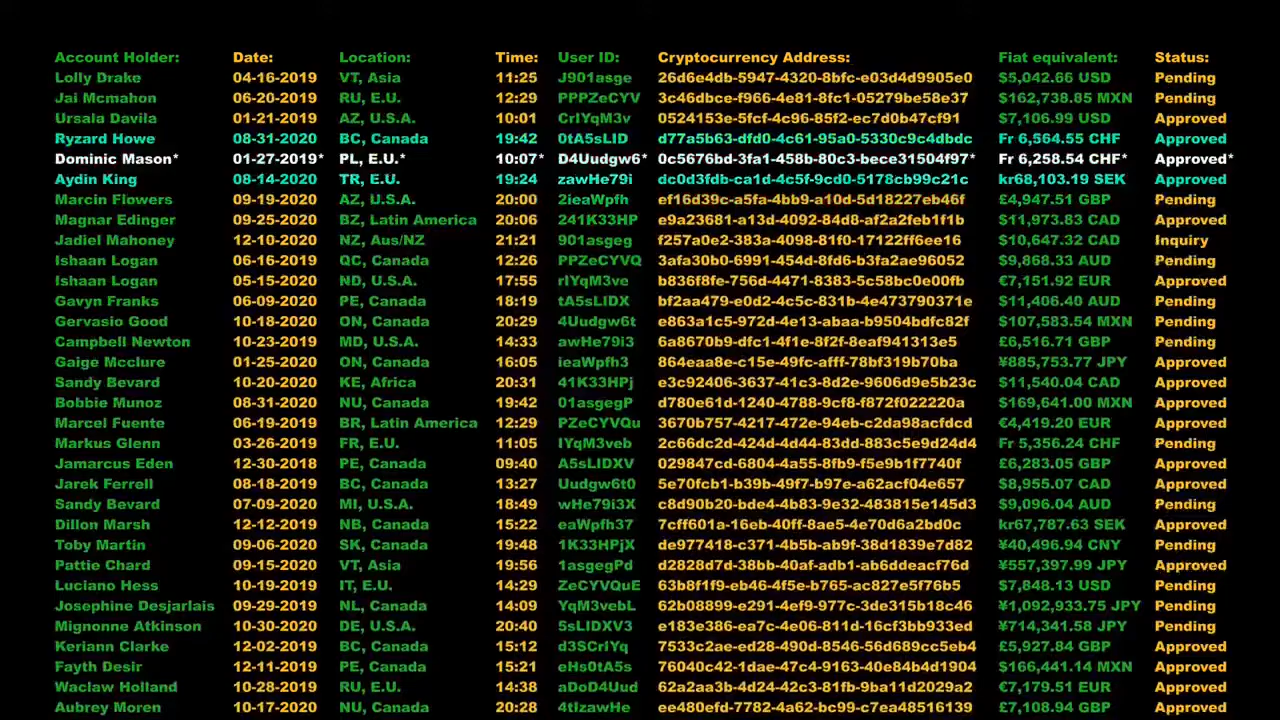 Account Holder: Date: Location: Time: User ID: Cryptocurrency Address: Fiat equivalent: Status:
Lolly Drake 04-16-2019 VT, Asia 11:25 J901asge 26d6e4db-5947-4320-8bfc-e03d4d9905e0 $5,042.66 USD Pending
Jai Mcmahon 06-20-2019 RU, E.U. 12:29 PPPZeCYV 3c46dbce-f966-4e81-8fc1-05279be58e37 $162,738.85 MXN Pending
Ursala Davila 01-21-2019 AZ, U.S.A. 10:01 CrIYqM3v 0524153e-5fcf-4c96-85f2-ec7d0b47cf91 $7,106.99 USD Approved
Ryzard Howe 08-31-2020 BC, Canada 19:42 0tA5sLID d77a5b63-dfd0-4c61-95a0-5330c9c4dbdc Fr 6,564.55 CHF Approved
Dominic Mason* 01-27-2019* PL, E.U.* 10:07* D4Uudgw6* 0c5676bd-3fa1-458b-80c3-bece31504f97* Fr 6,258.54 CHF* Approved*
Aydin King 08-14-2020 TR, E.U. 19:24 zawHe79i dc0d3fdb-ca1d-4c5f-9cd0-5178cb99c21c kr68,103.19 SEK Approved
Marcin Flowers 09-19-2020 AZ, U.S.A. 20:00 2ieaWpfh ef16d39c-a5fa-4bb9-a10d-5d18227eb46f £4,947.51 GBP Pending
Magnar Edinger 09-25-2020 BZ, Latin America 20:06 241K33HP e9a23681-a13d-4092-84d8-af2a2feb1f1b $11,973.83 CAD Approved
Jadiel Mahoney 12-10-2020 NZ, Aus/NZ 21:21 901asgeg f257a0e2-383a-4098-81f0-17122ff6ee16 $10,647.32 CAD Inquiry
Ishaan Logan 06-16-2019 QC, Canada 12:26 PPZeCYVQ 3afa30b0-6991-454d-8fd6-b3fa2ae96052 $9,868.33 AUD Pending
Ishaan Logan 05-15-2020 ND, U.S.A. 17:55 rIYqM3ve b836f8fe-756d-4471-8383-5c58bc0e00fb €7,151.92 EUR Approved
Gavyn Franks 06-09-2020 PE, Canada 18:19 tA5sLIDX bf2aa479-e0d2-4c5c-831b-4e473790371e $11,406.40 AUD Pending
Gervasio Good 10-18-2020 ON, Canada 20:29 4Uudgw6t e863a1c5-972d-4e13-abaa-b9504bdfc82f $107,583.54 MXN Pending
Campbell Newton 10-23-2019 MD, U.S.A. 14:33 awHe79i3 6a8670b9-dfc1-4f1e-8f2f-8eaf941313e5 £6,516.71 GBP Pending
Gaige Mcclure 01-25-2020 ON, Canada 16:05 ieaWpfh3 864eaa8e-c15e-49fc-afff-78bf319b70ba ¥885,753.77 JPY Approved
Sandy Bevard 10-20-2020 KE, Africa 20:31 41K33HPj e3c92406-3637-41c3-8d2e-9606d9e5b23c $11,540.04 CAD Approved
Bobbie Munoz 08-31-2020 NU, Canada 19:42 01asgegP d780e61d-1240-4788-9cf8-f872f022220a $169,641.00 MXN Approved
Marcel Fuente 06-19-2019 BR, Latin America 12:29 PZeCYVQu 3670b757-4217-472e-94eb-c2da98acfdcd €4,419.20 EUR Approved
Markus Glenn 03-26-2019 FR, E.U. 11:05 IYqM3veb 2c66dc2d-424d-4d44-83dd-883c5e9d24d4 Fr 5,356.24 CHF Pending
Jamarcus Eden 12-30-2018 PE, Canada 09:40 A5sLIDXV 029847cd-6804-4a55-8fb9-f5e9b1f7740f £6,283.05 GBP Approved
Jarek Ferrell 08-18-2019 BC, Canada 13:27 Uudgw6t0 5e70fcb1-b39b-49f7-b97e-a62acf04e657 $8,955.07 CAD Approved
Sandy Bevard 07-09-2020 MI, U.S.A. 18:49 wHe79i3X c8d90b20-bde4-4b83-9e32-483815e145d3 $9,096.04 AUD Pending
Dillon Marsh 12-12-2019 NB, Canada 15:22 eaWpfh37 7cff601a-16eb-40ff-8ae5-4e70d6a2bd0c kr67,787.63 SEK Approved
Toby Martin 09-06-2020 SK, Canada 19:48 1K33HPjX de977418-c371-4b5b-ab9f-38d1839e7d82 ¥40,496.94 CNY Pending
Pattie Chard 09-15-2020 VT, Asia 19:56 1asgegPd d2828d7d-38bb-40af-adb1-ab6ddeacf76d ¥557,397.99 JPY Approved
Luciano Hess 10-19-2019 IT, E.U. 14:29 ZeCYVQuE 63b8f1f9-eb46-4f5e-b765-ac827e5f76b5 $7,848.13 USD Pending
Josephine Desjarlais 09-29-2019 NL, Canada 14:09 YqM3vebL 62b08899-e291-4ef9-977c-3de315b18c46 ¥1,092,933.75 JPY Pending
Mignonne Atkinson 10-30-2020 DE, U.S.A. 20:40 5sLIDXV3 e183e386-ea7c-4e06-811d-16cf3bb933ed ¥714,341.58 JPY Pending
Keriann Clarke 12-02-2019 BC, Canada 15:12 d3SCrIYq 7533c2ae-ed28-490d-8546-56d689cc5eb4 £5,927.84 GBP Approved
Fayth Desir 12-11-2019 PE, Canada 15:21 eHs0tA5s 76040c42-1dae-47c4-9163-40e84b4d1904 $166,441.14 MXN Approved
Waclaw Holland 10-28-2019 RU, E.U. 14:38 aDoD4Uud 62a2aa3b-4d24-42c3-81fb-9ba11d2029a2 €7,179.51 EUR Approved
Aubrey Moren 10-17-2020 NU, Canada 20:28 4tIzawHe ee480efd-7782-4a62-bc99-c7ea48516139 £7,108.94 GBP Approved